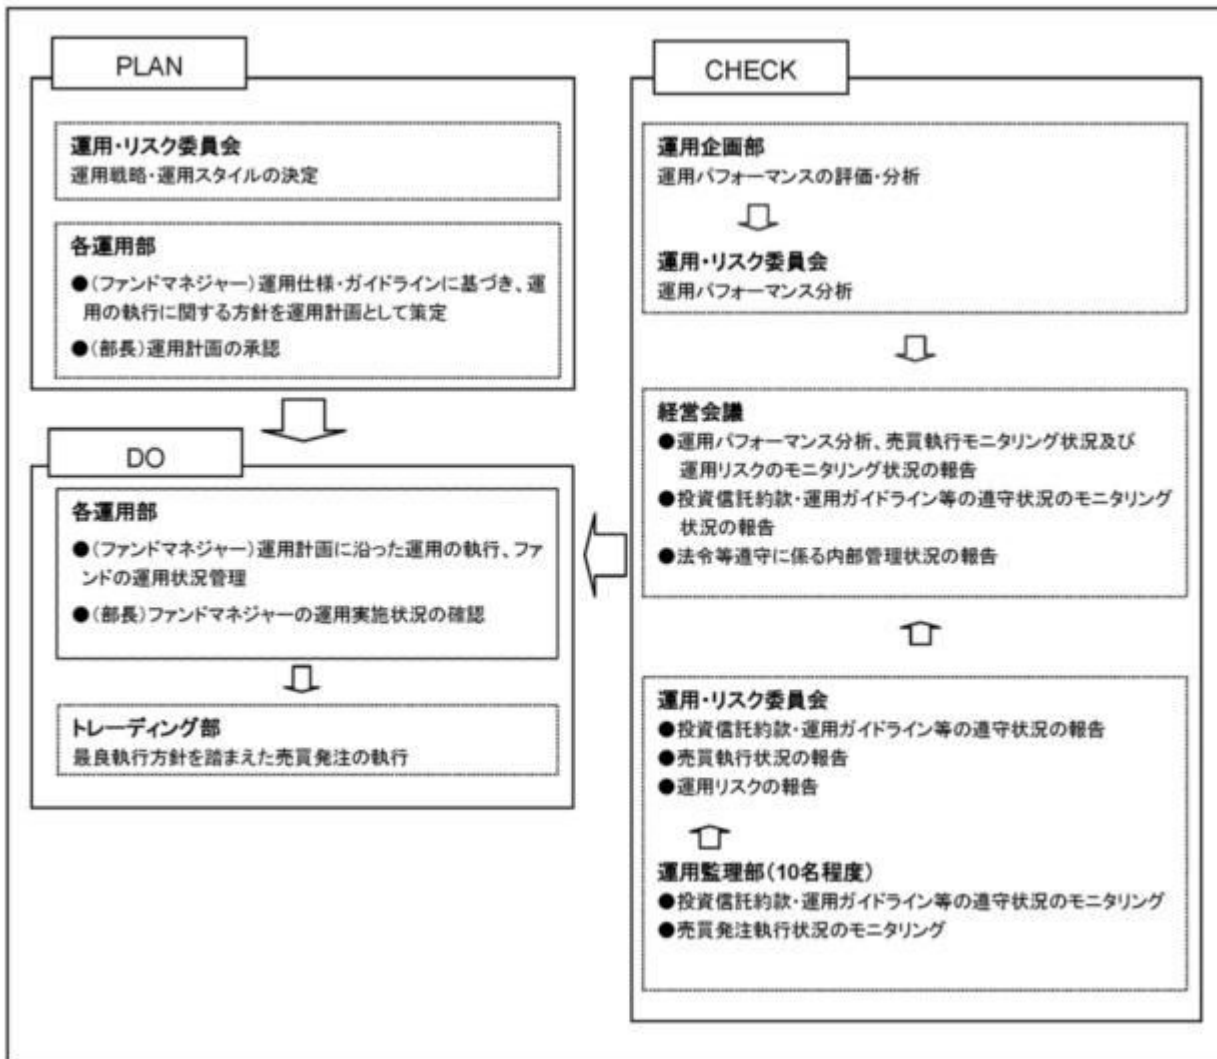 PLAN
運用・リスク委員会
運用戦略・運用スタイルの決定
各運用部
●(ファンドマネジャー)運用仕様・ガイドラインに基づき、運
用の執行に関する方針を運用計画として策定
●(部長)運用計画の承認
DO
各運用部
●(ファンドマネジャー)運用計画に沿った運用の執行、ファ
ンドの運用状況管理
●(部長)ファンドマネジャーの運用実施状況の確認
トレーディング部
最良執行方針を踏まえた売買発注の執行
CHECK
運用企画部
運用パフォーマンスの評価・分析
運用・リスク委員会
運用パフォーマンス分析
経営会議
●運用パフォーマンス分析、売買執行モニタリング状況及び
運用リスクのモニタリング状況の報告
●投資信託約款・運用ガイドライン等の遵守状況のモニタリング
状況の報告
●法令等遵守に係る内部管理状況の報告
運用・リスク委員会
●投資信託約款・運用ガイドライン等の遵守状況の報告
●売買執行状況の報告
●運用リスクの報告
運用監理部(10名程度)
●投資信託約款・運用ガイドライン等の遵守状況のモニタリング
●売買発注執行状況のモニタリング